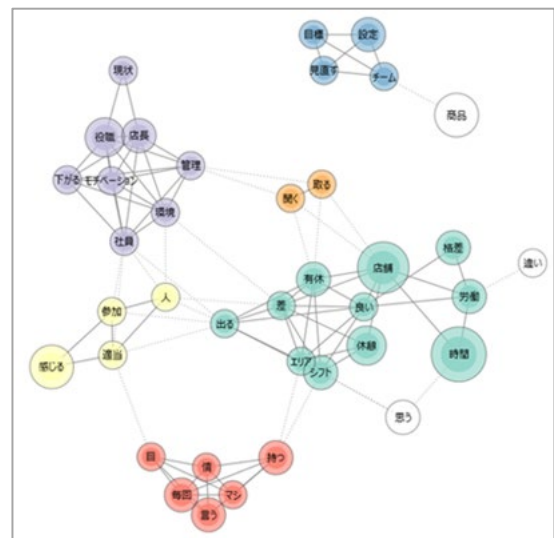 目標
設定
見直す
チーム
商品
現状
役職
店長
管理
下がる
モチベーション
環境
社員
聞く
取る
有休
店舗
格差
違い
労働
差
良い
出る
エリア
シフト
休憩
時間
思う
人
参加
適当
感じる
目
情
持つ
毎回
マシ
言う